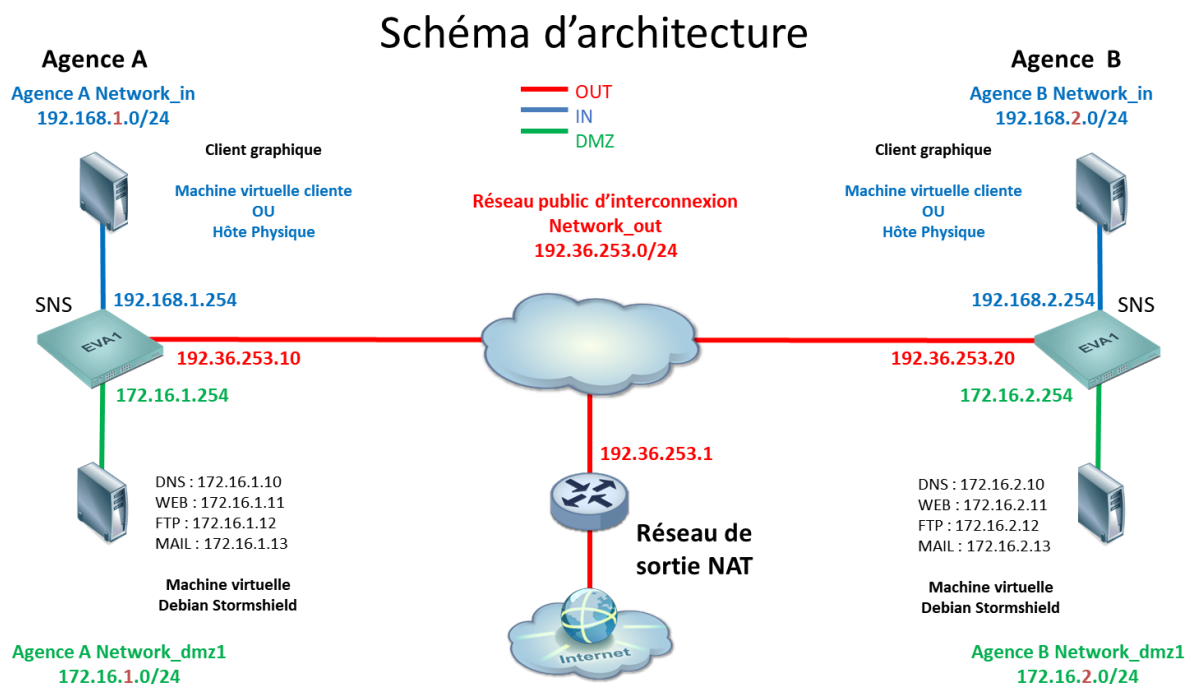 Schéma d'architecture
Agence A
Agence A Network_in
192.168.1.0/24
Client graphique
Machine virtuelle cliente
OU
Hôte Physique
SNS
192.168.1.254
EVA1
192.36.253.10
172.16.1.254
DNS : 172.16.1.10
WEB : 172.16.1.11
FTP : 172.16.1.12
MAIL : 172.16.1.13
Machine virtuelle
Debian Stormshield
Agence A Network_dmz1
172.16.1.0/24
OUT
IN
DMZ
Réseau public d'interconnexion
Network_out
192.36.253.0/24
192.36.253.1
Réseau de
sortie NAT
Internet
Agence B
Agence B Network_in
192.168.2.0/24
Client graphique
Machine virtuelle cliente
OU
Hôte Physique
192.168.2.254
SNS
EVA1
192.36.253.20
172.16.2.254
DNS : 172.16.2.10
WEB : 172.16.2.11
FTP : 172.16.2.12
MAIL : 172.16.2.13
Machine virtuelle
Debian Stormshield
Agence B Network_dmz1
172.16.2.0/24